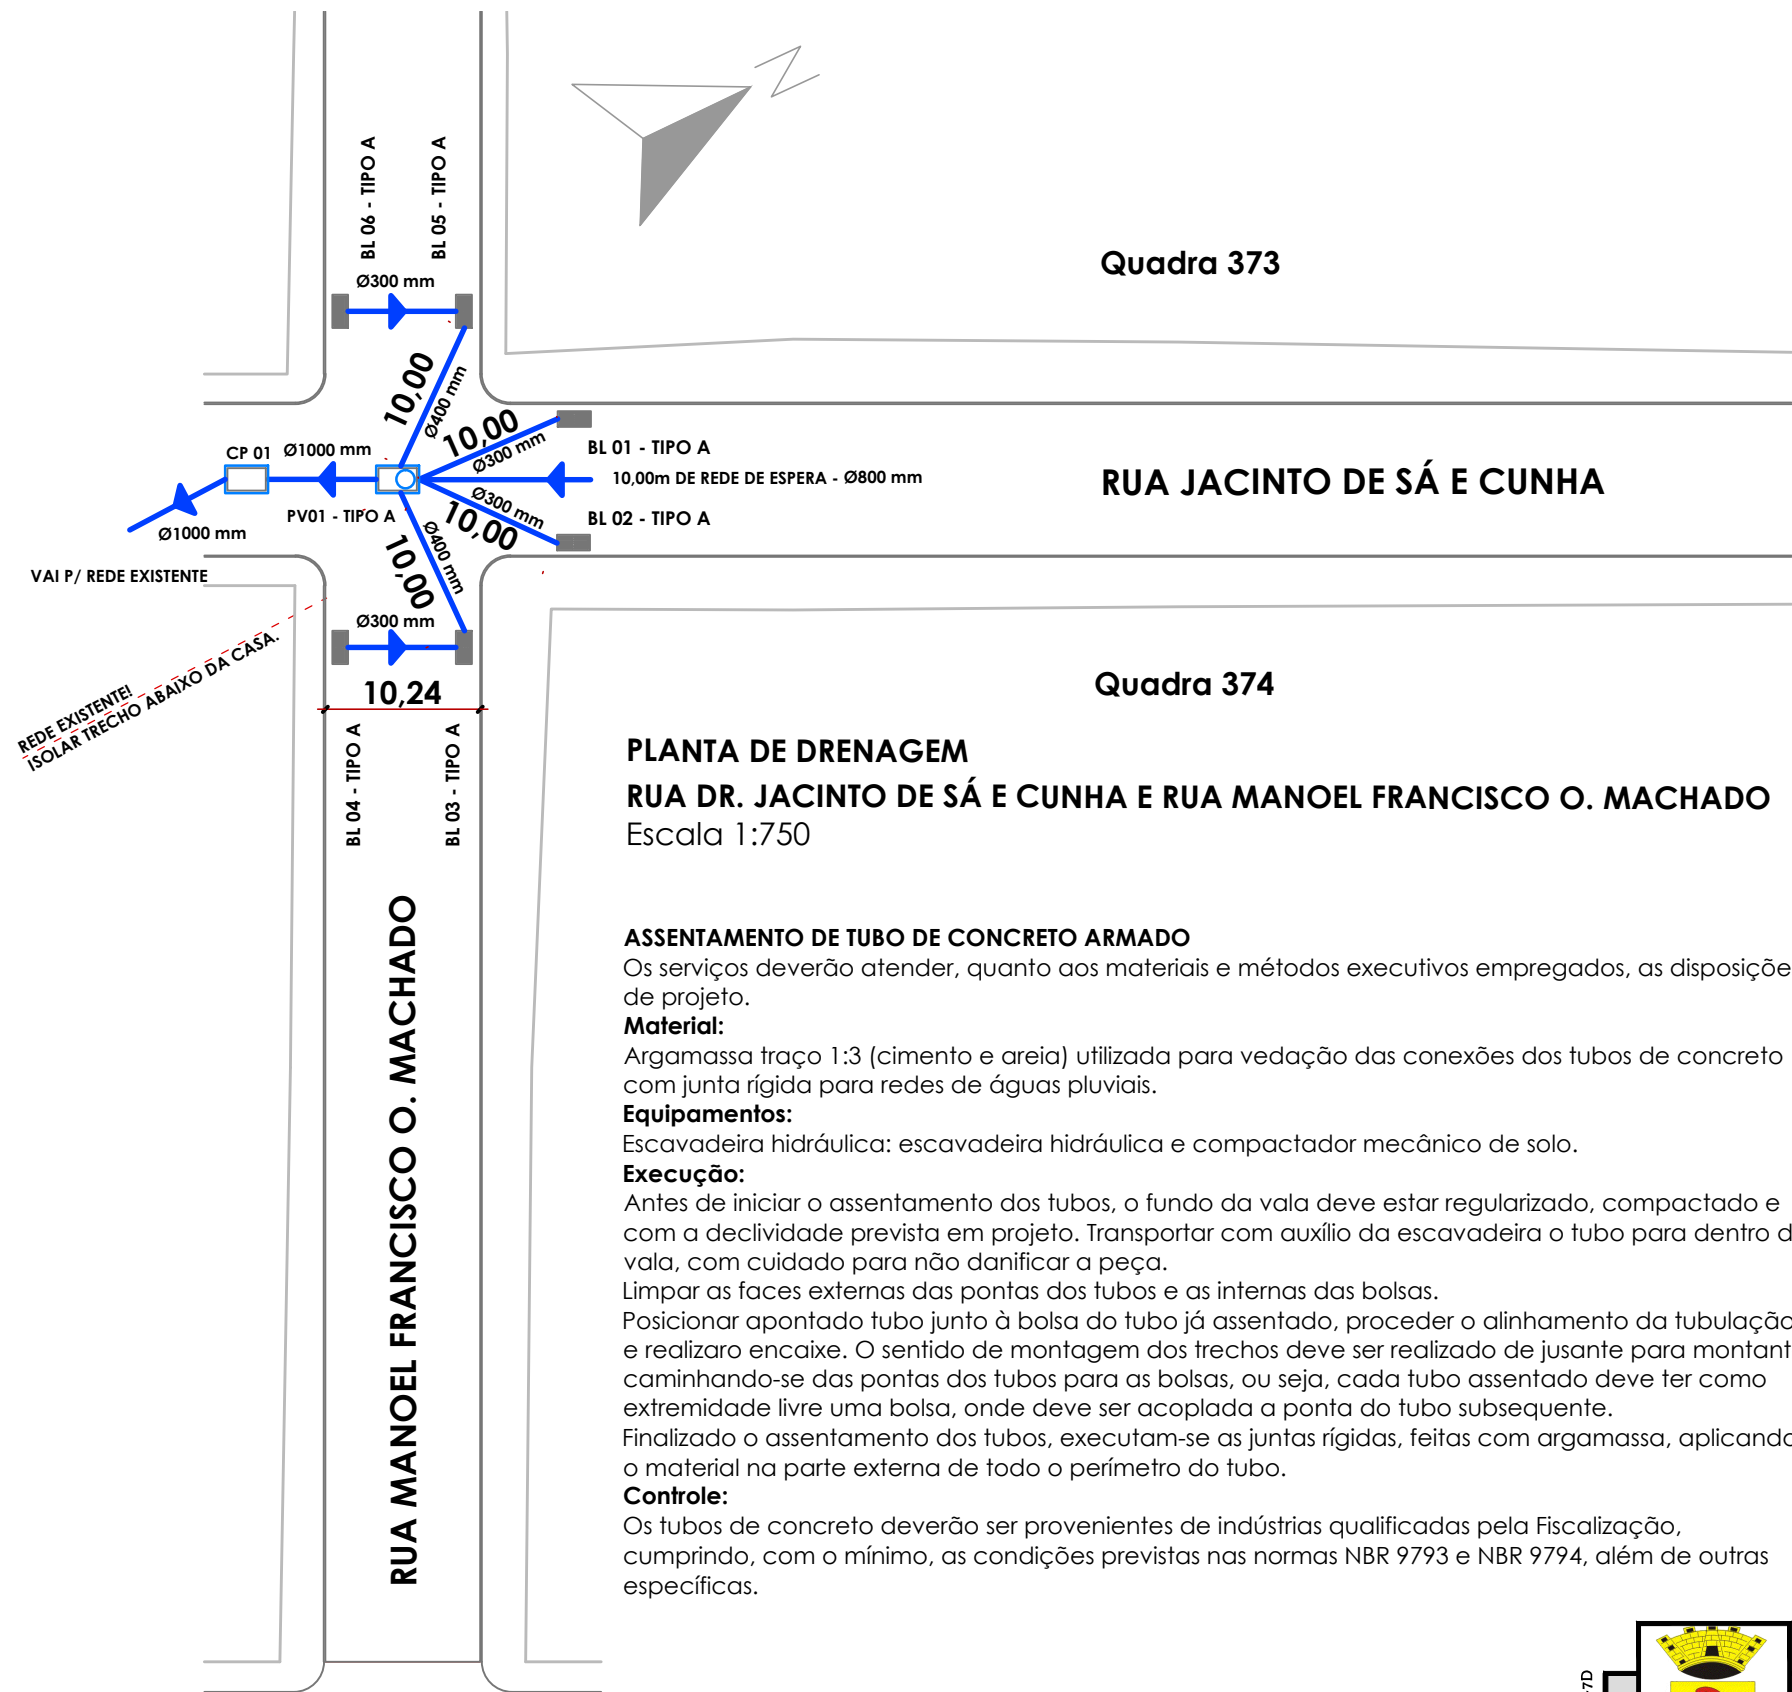 N
BL 06 - TIPO A
BL 05 - TIPO A
Ø300 mm
Quadra 373
10,00
Ø400 mm
10,00
Ø300 mm
CP 01
Ø1000 mm
BL 01 - TIPO A
10,00m DE REDE DE ESPERA - Ø800 mm
RUA JACINTO DE SÁ E CUNHA
PV01 - TIPO A
Ø300 mm
10,00
BL 02 - TIPO A
Ø1000 mm
VAI P/ REDE EXISTENTE
10,00
Ø400 mm
Ø300 mm
REDE EXISTENTE!
ISOLAR TRECHO ABAIXO DA CASA.
10,24
Quadra 374
BL 04 - TIPO A
BL 03 - TIPO A
PLANTA DE DRENAGEM
RUA DR. JACINTO DE SÁ E CUNHA E RUA MANOEL FRANCISCO O. MACHADO
Escala 1:750
RUA MANOEL FRANCISCO O. MACHADO
ASSENTAMENTO DE TUBO DE CONCRETO ARMADO
Os serviços deverão atender, quanto aos materiais e métodos executivos empregados, as disposiçõe
de projeto.
Material:
Argamassa traço 1:3 (cimento e areia) utilizada para vedação das conexões dos tubos de concreto
com junta rígida para redes de águas pluviais.
Equipamentos:
Escavadeira hidráulica: escavadeira hidráulica e compactador mecânico de solo.
Execução:
Antes de iniciar o assentamento dos tubos, o fundo da vala deve estar regularizado, compactado e
com a declividade prevista em projeto. Transportar com auxílio da escavadeira o tubo para dentro d
vala, com cuidado para não danificar a peça.
Limpar as faces externas das pontas dos tubos e as internas das bolsas.
Posicionar apontado tubo junto à bolsa do tubo já assentado, proceder o alinhamento da tubulação
e realizaro encaixe. O sentido de montagem dos trechos deve ser realizado de jusante para montant
caminhando-se das pontas dos tubos para as bolsas, ou seja, cada tubo assentado deve ter como
extremidade livre uma bolsa, onde deve ser acoplada a ponta do tubo subsequente.
Finalizado o assentamento dos tubos, executam-se as juntas rígidas, feitas com argamassa, aplicando
o material na parte externa de todo o perímetro do tubo.
Controle:
Os tubos de concreto deverão ser provenientes de indústrias qualificadas pela Fiscalização,
cumprindo, com o mínimo, as condições previstas nas normas NBR 9793 e NBR 9794, além de outras
específicas.